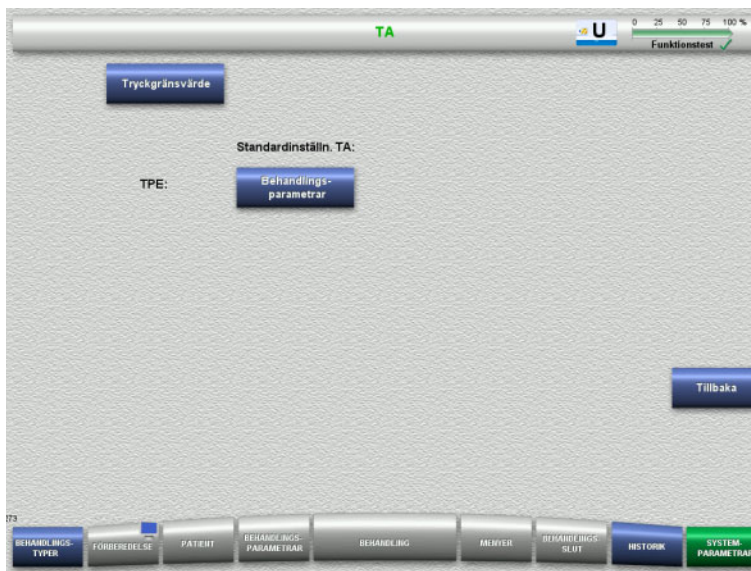 TA
U
0 25 50 75 100 %
Funktionstest
Tryckgränsvärde
Standardinställn. TA:
TPE:
Behandlings-
parametrar
Tillbaka
273
BEHANDLINGS-
TYPER
FÖRBEREDELSE
PATIENT
BEHANDLINGS-
PARAMETRAR
BEHANDLING
MENYER
BEHANDLINGS
SLUT
HISTORIK
SYSTEM-
PARAMETRAR